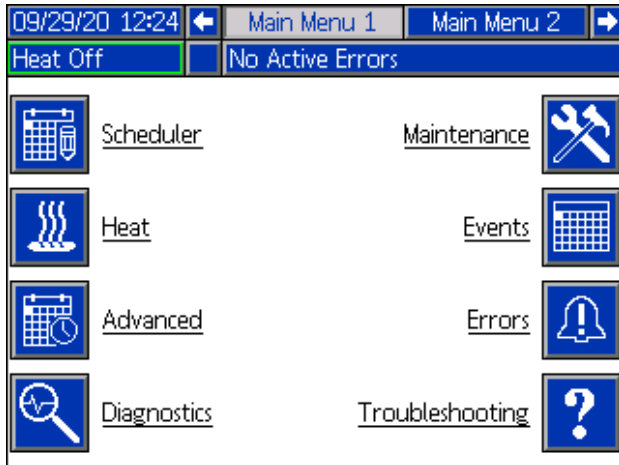 09/29/20 12:24 Main Menu 1 Main Menu 2
Heat Off No Active Errors
Scheduler Maintenance
Heat Events
Advanced Errors
Diagnostics Troubleshooting ?